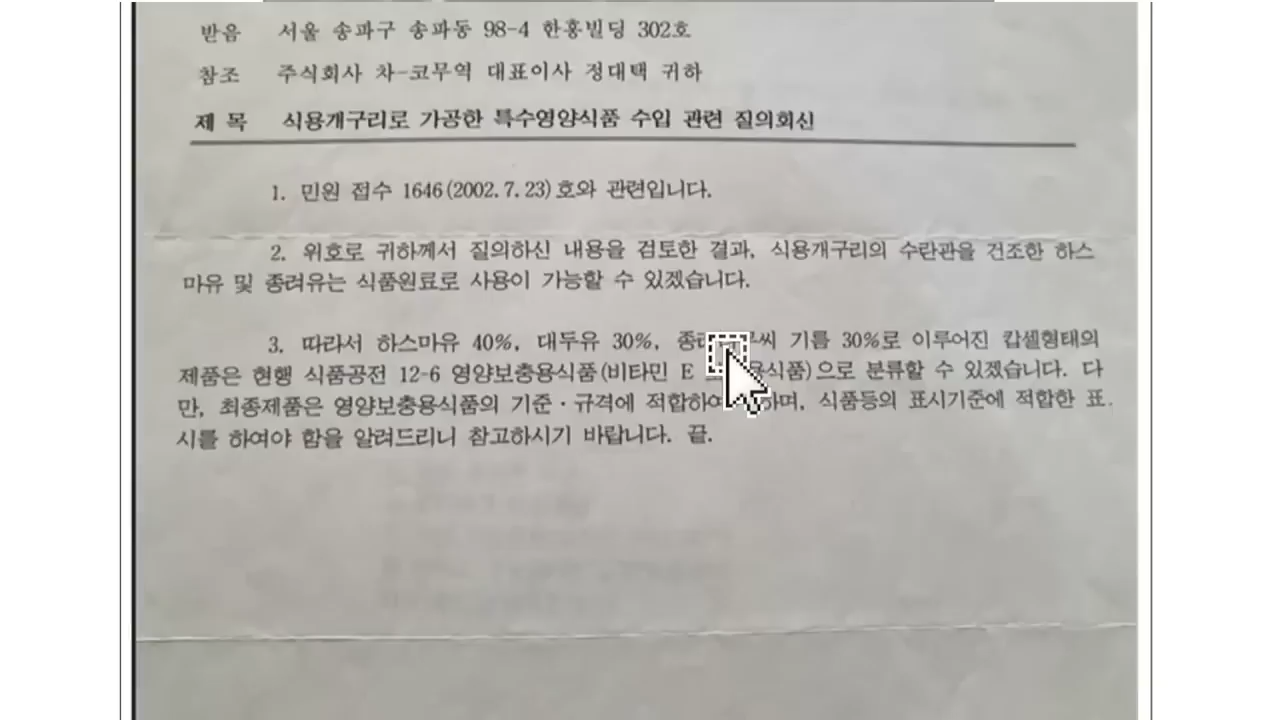 받음 서울 송파구 송파동 98-4 한흥빌딩 302호
참조 주식회사 차-코무역 대표이사 정대택 귀하
제 목 식용개구리로 가공한 특수영양식품 수입 관련 질의회신
1. 민원 접수 1646(2002.7.23)호와 관련입니다.
2. 위호로 귀하께서 질의하신 내용을 검토한 결과, 식용개구리의 수란관을 건조한 하스
마유 및 종려유는 식품원료로 사용이 가능할 수 있겠습니다.
3. 따라서 하스마유 40%, 대두유 30%, 기름 30%로 이루어진 캅셀형태의
제품은 현행 식품공전 12-6 영양보충용식품(비타민 E 으로 분류할 수 있겠습니다. 다
만, 최종제품은 영양보충용식품의 기준·규격에 식품등의 표시기준에 적합한 표.
시를 하여야 함을 알려드리니 참고하시기 바랍니다. 끝.